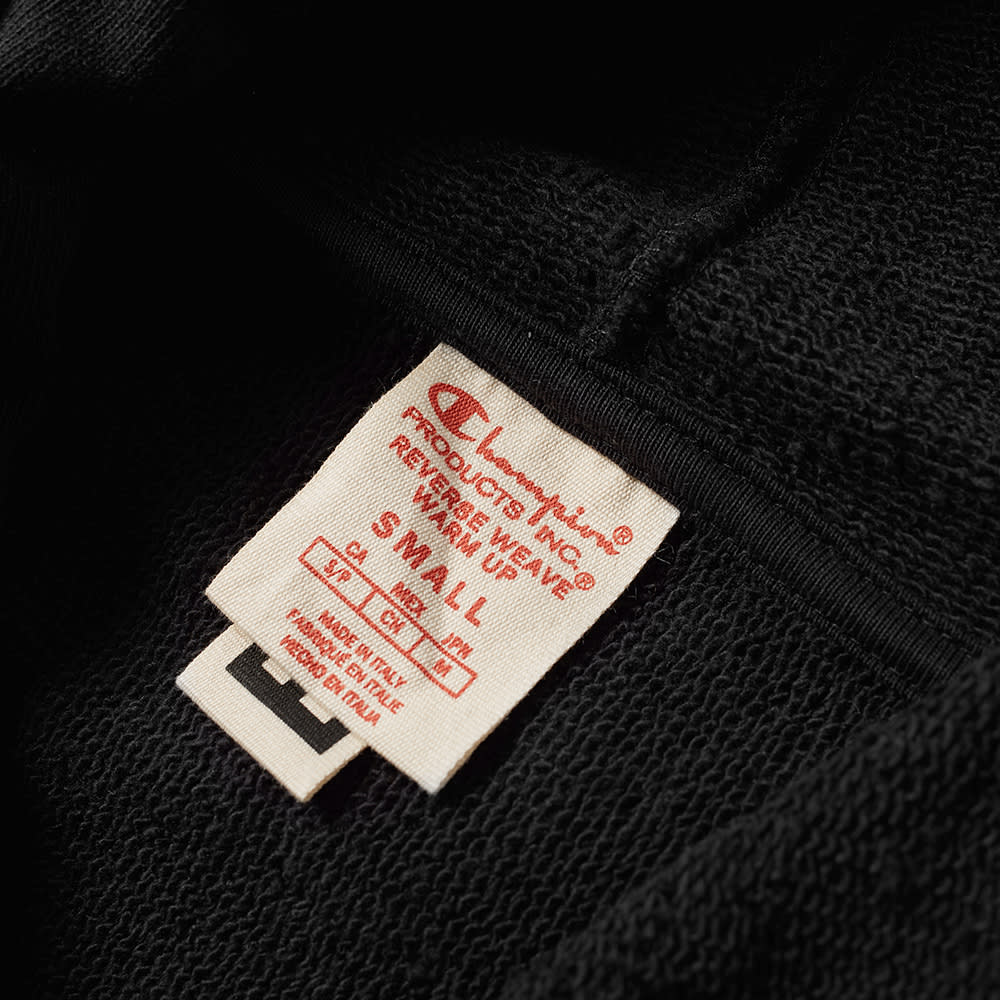 Champion®
PRODUCTS INC.®
REVERSE WEAVE
WARM UP
SMALL
CA MEX JPN
S/P CH M
MADE IN ITALY
FABRIQUÉ EN ITALIE
HECHO EN ITALIA